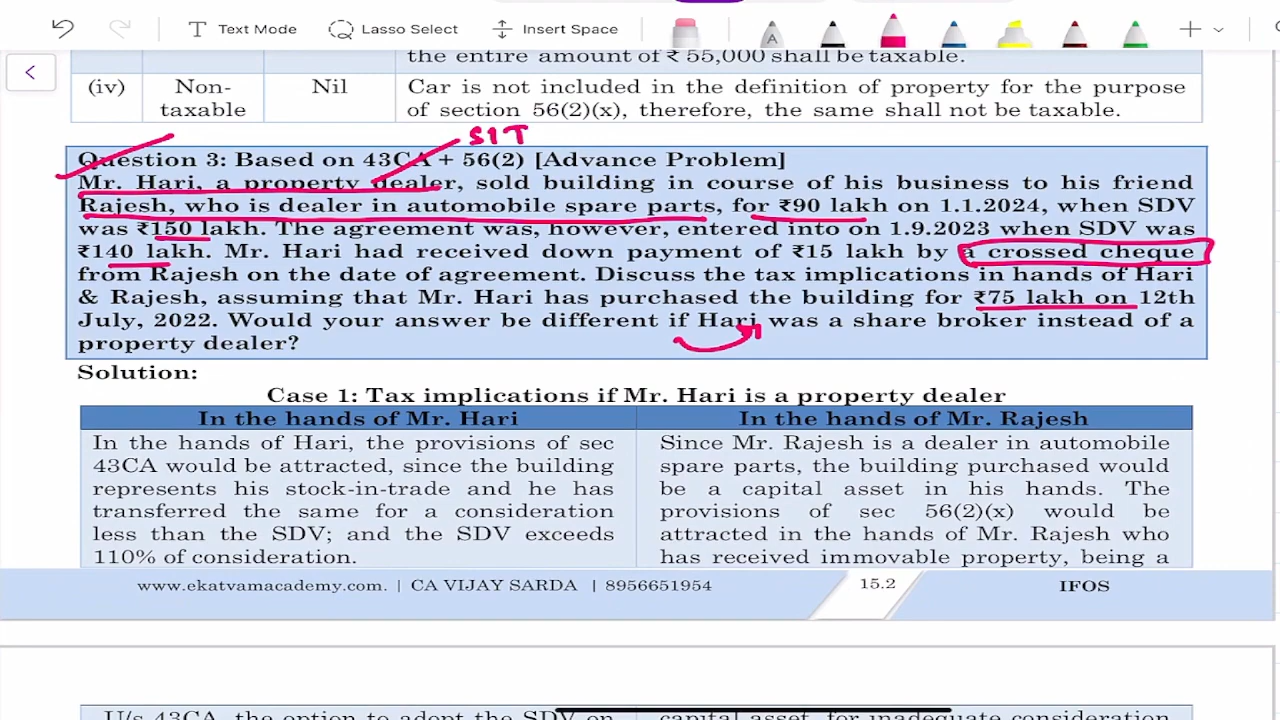 Text Mode Lasso Select Insert Space
the entire amount of ₹ 55,000 shall be taxable.
(iv) Non-taxable Nil Car is not included in the definition of property for the purpose
of section 56(2)(x), therefore, the same shall not be taxable.
SIT
Question 3: Based on 43CA + 56(2) [Advance Problem]
Mr. Hari, a property dealer, sold building in course of his business to his friend
Rajesh, who is dealer in automobile spare parts, for ₹90 lakh on 1.1.2024, when SDV
was ₹150 lakh. The agreement was, however, entered into on 1.9.2023 when SDV was
₹140 lakh. Mr. Hari had received down payment of ₹15 lakh by a crossed cheque
from Rajesh on the date of agreement. Discuss the tax implications in hands of Hari
& Rajesh, assuming that Mr. Hari has purchased the building for ₹75 lakh on 12th
July, 2022. Would your answer be different if Hari was a share broker instead of a
property dealer?
Solution:
Case 1: Tax implications if Mr. Hari is a property dealer
In the hands of Mr. Hari
In the hands of Hari, the provisions of sec
43CA would be attracted, since the building
represents his stock-in-trade and he has
transferred the same for a consideration
less than the SDV; and the SDV exceeds
110% of consideration.
In the hands of Mr. Rajesh
Since Mr. Rajesh is a dealer in automobile
spare parts, the building purchased would
be a capital asset in his hands. The
provisions of sec 56(2)(x) would be
attracted in the hands of Mr. Rajesh who
has received immovable property, being a
www.ekatvamacademy.com. | CA VIJAY SARDA | 8956651954 15.2 IFOS
U/s 43CA, the option to adopt the SDV on
capital asset, for inadequate consideration